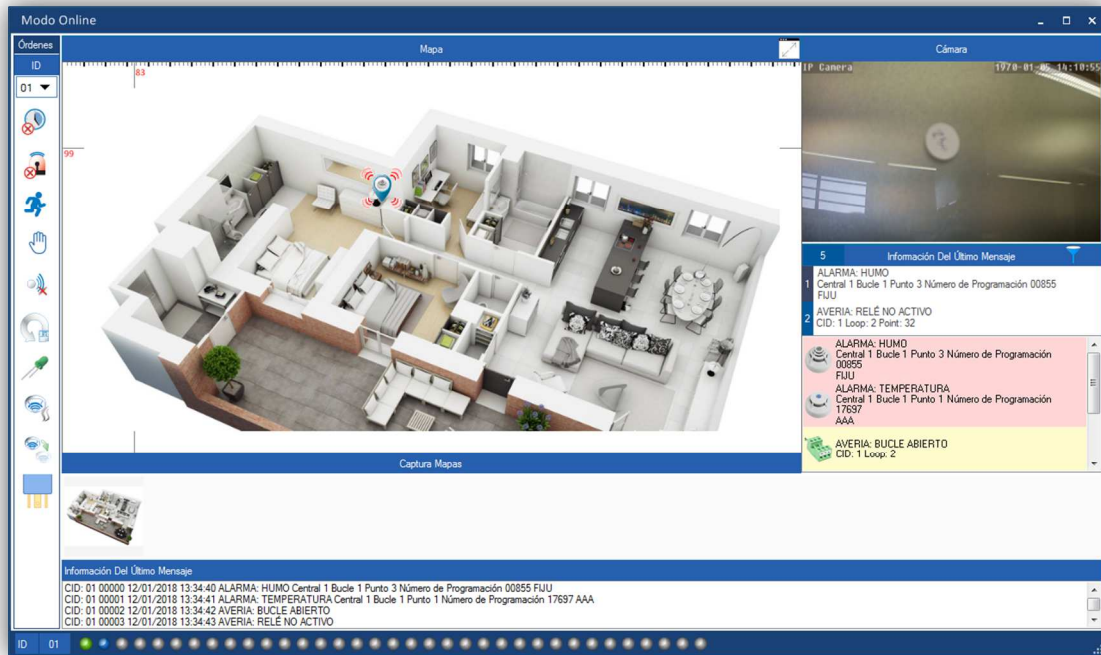 Modo Online
Órdenes
ID
01
Mapa
83
99
Cámara
IP Camera
1970-01-05 14:10:55
5
Información Del Último Mensaje
1
ALARMA: HUMO
Central 1 Bucle 1 Punto 3 Número de Programación 00855
FIJU
2
AVERIA: RELÉ NO ACTIVO
CID: 1 Loop: 2 Point: 32
ALARMA: HUMO
Central 1 Bucle 1 Punto 3 Número de Programación
00855
FIJU
ALARMA: TEMPERATURA
Central 1 Bucle 1 Punto 1 Número de Programación
17697
AAA
AVERIA: BUCLE ABIERTO
CID: 1 Loop: 2
Captura Mapas
Información Del Último Mensaje
CID: 01 00000 12/01/2018 13:34:40 ALARMA: HUMO Central 1 Bucle 1 Punto 3 Número de Programación 00855 FIJU
CID: 01 00001 12/01/2018 13:34:41 ALARMA: TEMPERATURA Central 1 Bucle 1 Punto 1 Número de Programación 17697 AAA
CID: 01 00002 12/01/2018 13:34:42 AVERIA: BUCLE ABIERTO
CID: 01 00003 12/01/2018 13:34:43 AVERIA: RELÉ NO ACTIVO
ID 01